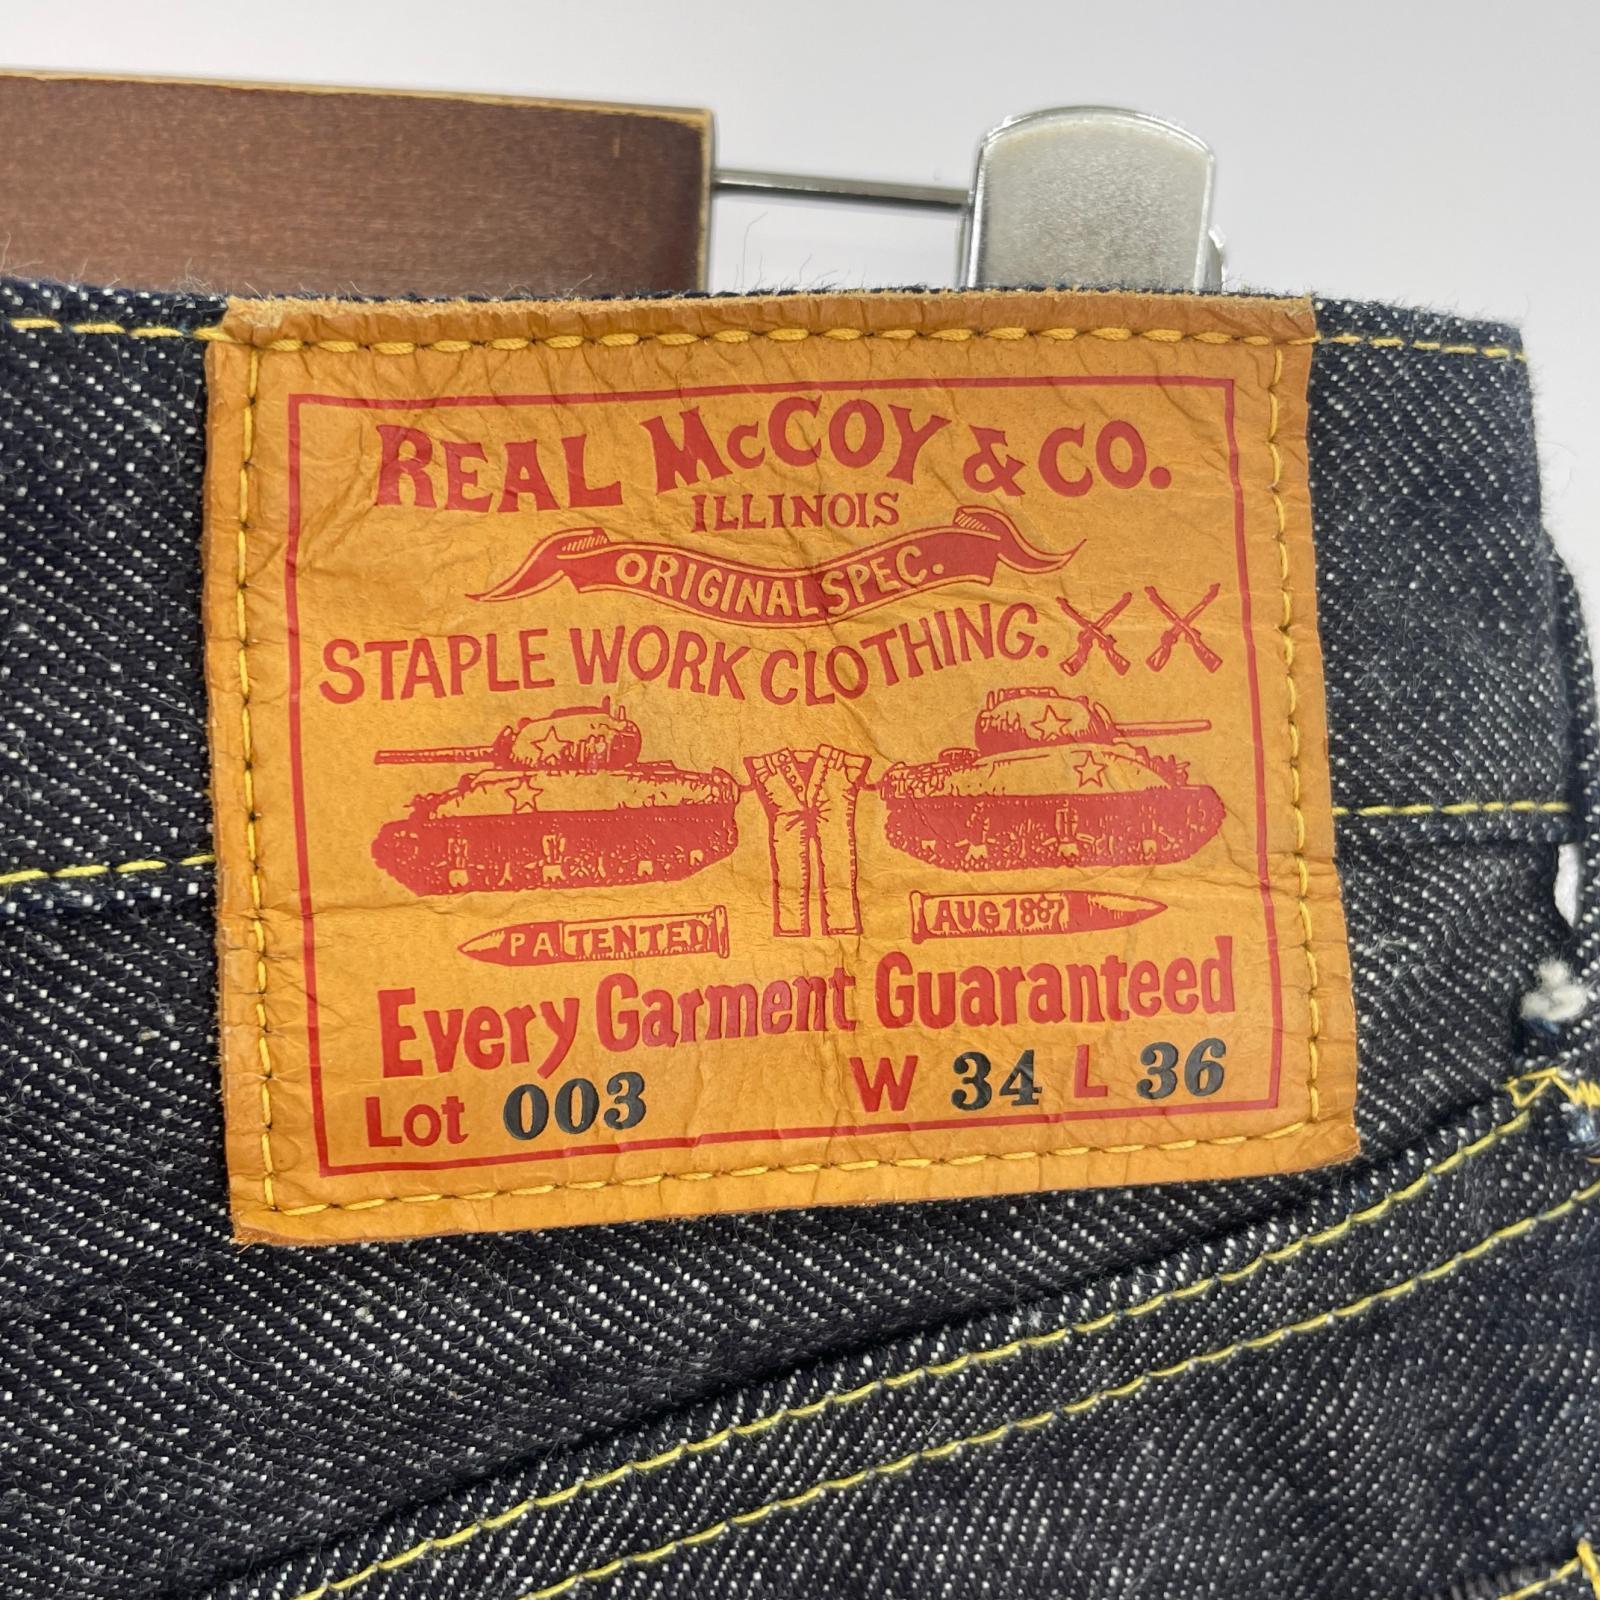 REAL McCOY & CO.
ILLINOIS
ORIGINAL SPEC.
STAPLE WORK CLOTHING. XX
PATENTED
AUG 1887
Every Garment Guaranteed
Lot 003 W 34 L 36